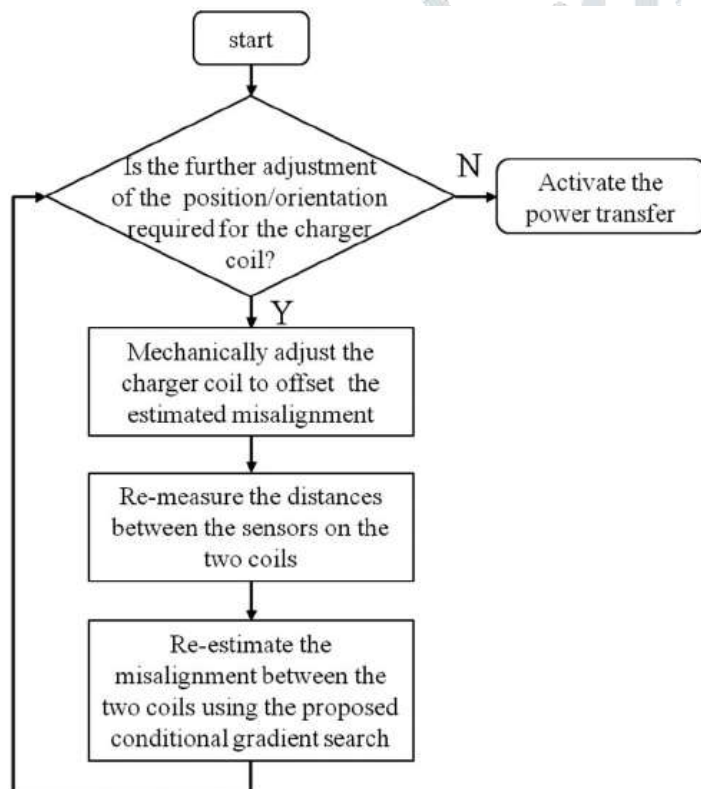 start
Is the further adjustment
of the position/orientation
required for the charger
coil?
N
Activate the
power transfer
Y
Mechanically adjust the
charger coil to offset the
estimated misalignment
Re-measure the distances
between the sensors on the
two coils
Re-estimate the
misalignment between the
two coils using the proposed
conditional gradient search